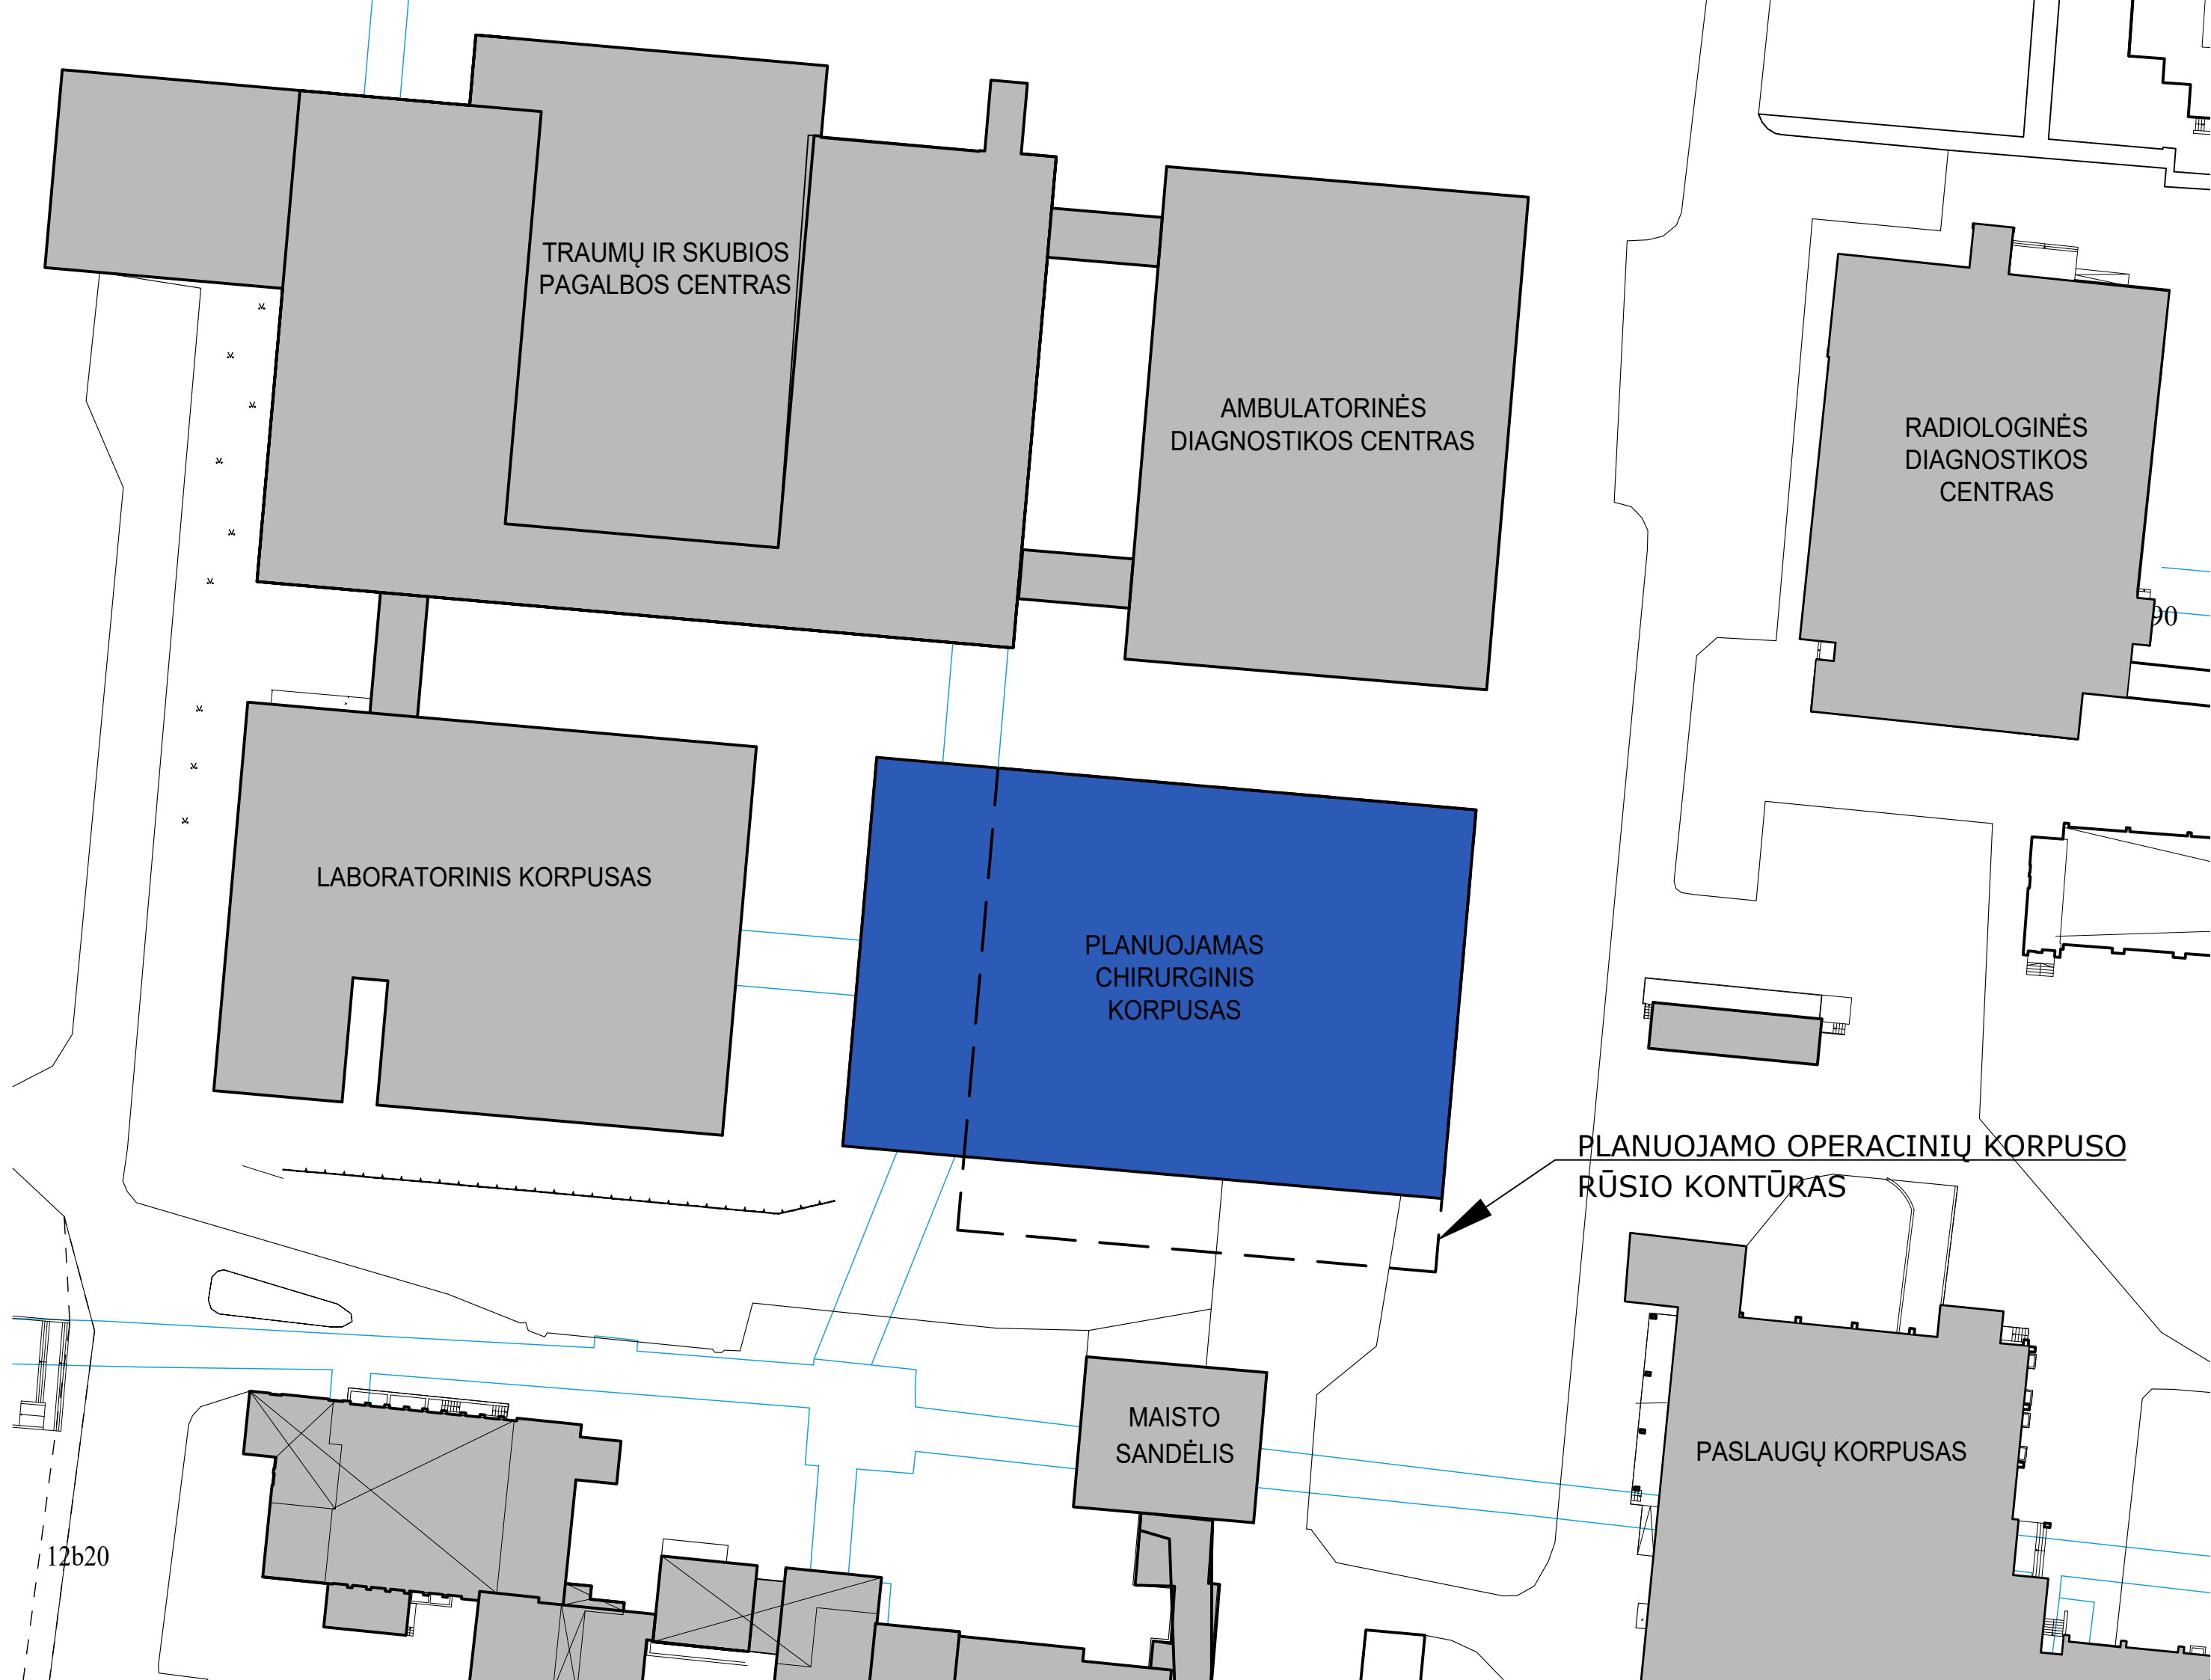 TRAUMŲ IR SKUBIOS
PAGALBOS CENTRAS
AMBULATORINĖS
DIAGNOSTIKOS CENTRAS
RADIOLOGINĖS
DIAGNOSTIKOS
CENTRAS
90
LABORATORINIS KORPUSAS
PLANUOJAMAS
CHIRURGINIS
KORPUSAS
PLANUOJAMO OPERACINIŲ KORPUSO
RŪSIO KONTŪRAS
MAISTO
SANDĖLIS
PASLAUGŲ KORPUSAS
12b20